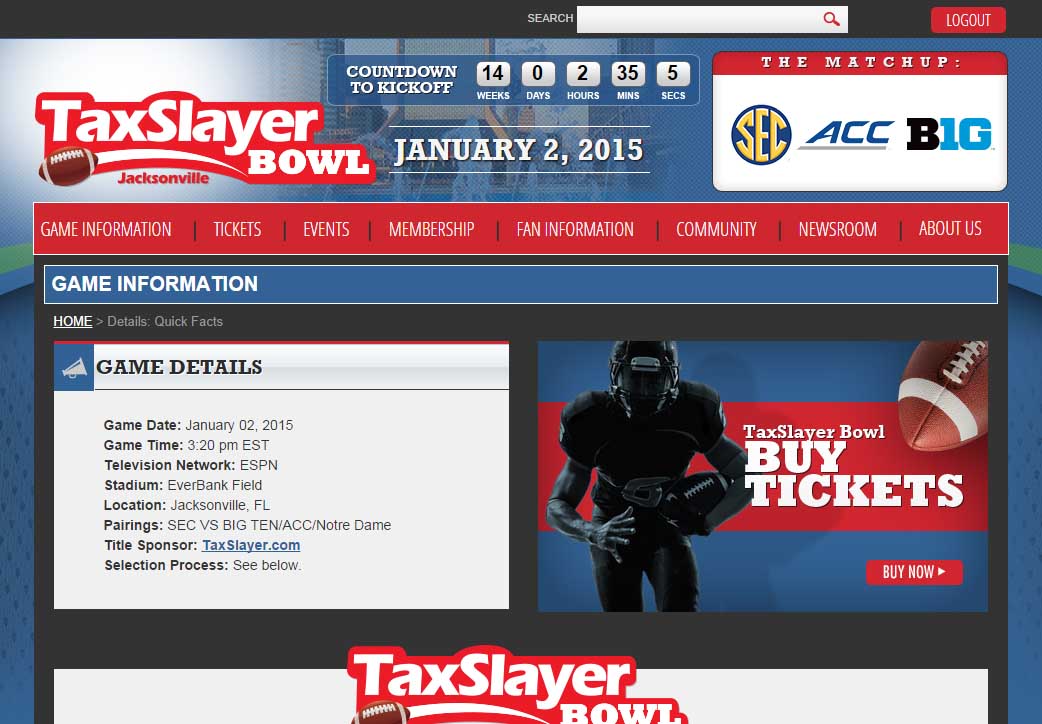 SEARCH
LOGOUT
COUNTDOWN
TO KICKOFF
14 0 2 35 5
WEEKS DAYS HOURS MINS SECS
THE MATCHUP:
TaxSlayer
BOWL
Jacksonville
JANUARY 2, 2015
SEC ACC B1G
GAME INFORMATION | TICKETS | EVENTS | MEMBERSHIP | FAN INFORMATION | COMMUNITY | NEWSROOM | ABOUT US
GAME INFORMATION
HOME > Details: Quick Facts
GAME DETAILS
Game Date: January 02, 2015
Game Time: 3:20 pm EST
Television Network: ESPN
Stadium: EverBank Field
Location: Jacksonville, FL
Pairings: SEC VS BIG TEN/ACC/Notre Dame
Title Sponsor: TaxSlayer.com
Selection Process: See below.
TaxSlayer Bowl
BUY
TICKETS
BUY NOW
TaxSlayer
BOWL